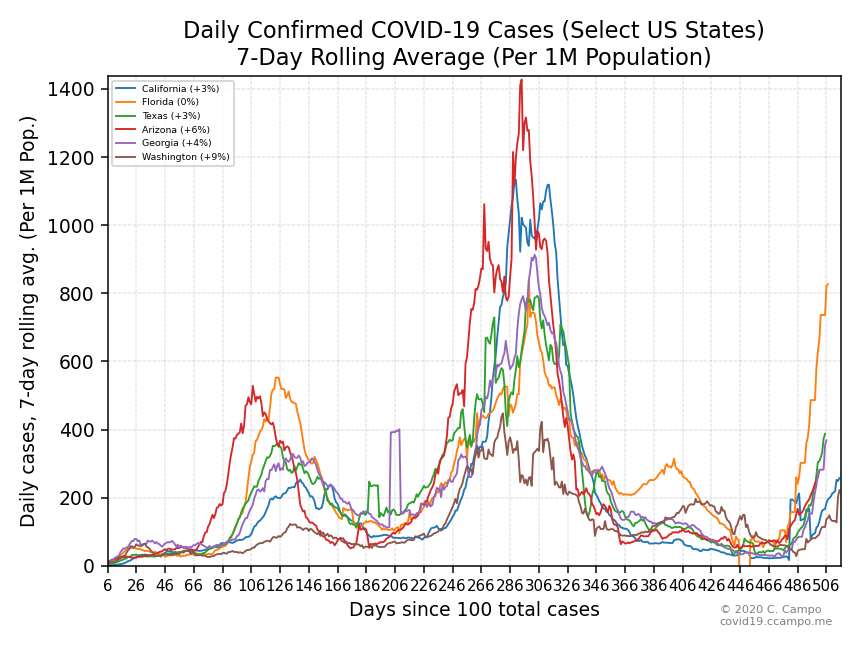 Daily Confirmed COVID-19 Cases (Select US States)
7-Day Rolling Average (Per 1M Population)
Daily cases, 7-day rolling avg. (Per 1M Pop.)
1400
1200
1000
800
600
400
200
0
California (+3%)
Florida (0%)
Texas (+3%)
Arizona (+6%)
Georgia (+4%)
Washington (+9%)
6 26 46 66 86 106 126 146 166 186 206 226 246 266 286 306 326 346 366 386 406 426 446 466 486 506
Days since 100 total cases
© 2020 C. Campo
covid19.ccampo.me